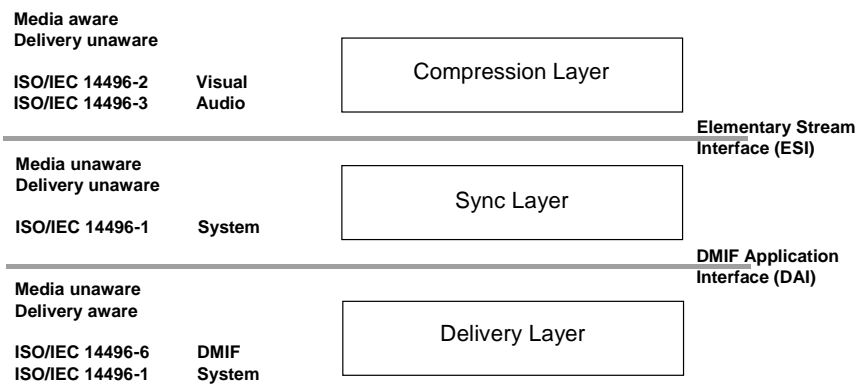 Media aware
Delivery unaware
ISO/IEC 14496-2 Visual
ISO/IEC 14496-3 Audio
Compression Layer
Elementary Stream
Interface (ESI)
Media unaware
Delivery unaware
ISO/IEC 14496-1 System
Sync Layer
DMIF Application
Interface (DAI)
Media unaware
Delivery aware
ISO/IEC 14496-6 DMIF
ISO/IEC 14496-1 System
Delivery Layer